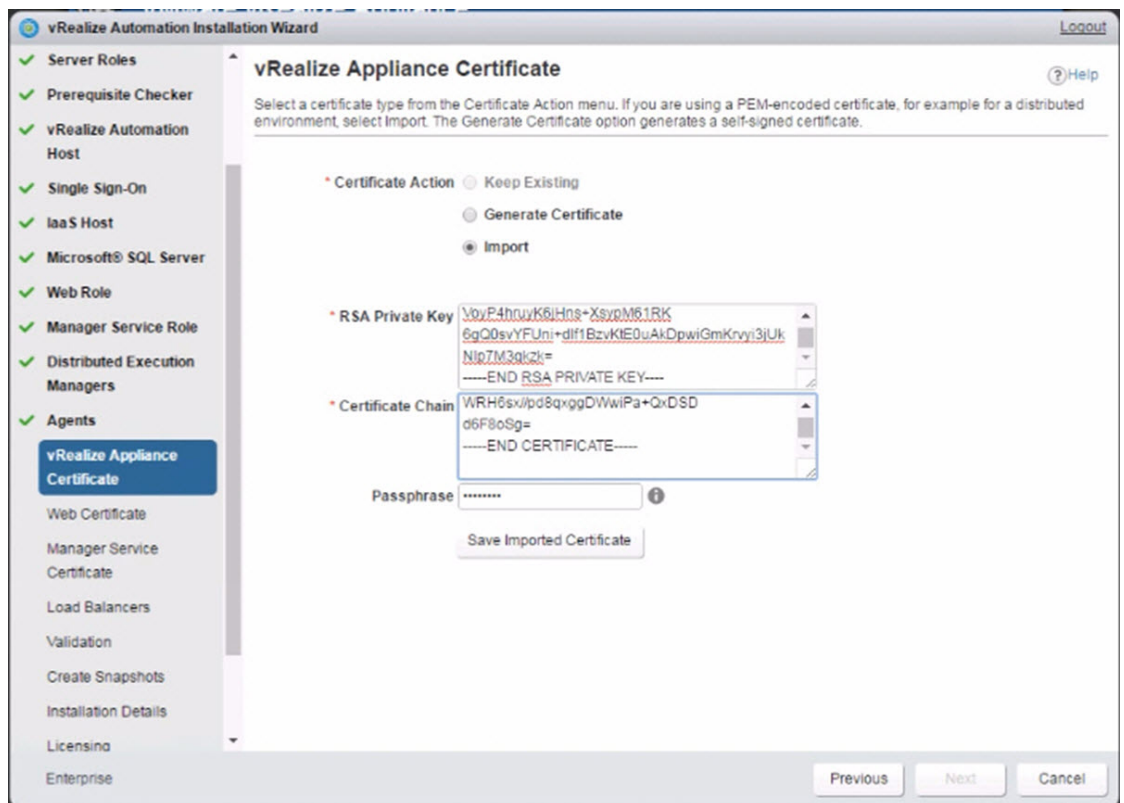 vRealize Automation Installation Wizard
Logout
Server Roles
Prerequisite Checker
vRealize Automation
Host
Single Sign-On
IaaS Host
Microsoft® SQL Server
Web Role
Manager Service Role
Distributed Execution
Managers
Agents
vRealize Appliance
Certificate
Web Certificate
Manager Service
Certificate
Load Balancers
Validation
Create Snapshots
Installation Details
Licensing
Enterprise
vRealize Appliance Certificate
Help
Select a certificate type from the Certificate Action menu. If you are using a PEM-encoded certificate, for example for a distributed
environment, select Import. The Generate Certificate option generates a self-signed certificate.
* Certificate Action
Keep Existing
Generate Certificate
Import
* RSA Private Key
VoyP4hruyK6jHns+XsypM61RK
6gQ0svYFUni+dlf1BzvKtE0uAkDpwiGmKrvyi3jUk
NIp7M3qkzk=
-----END RSA PRIVATE KEY----
* Certificate Chain
WRH6sx//pd8qxggDWwiPa+QxDSD
d6F8oSg=
-----END CERTIFICATE-----
Passphrase
Save Imported Certificate
Previous
Next
Cancel